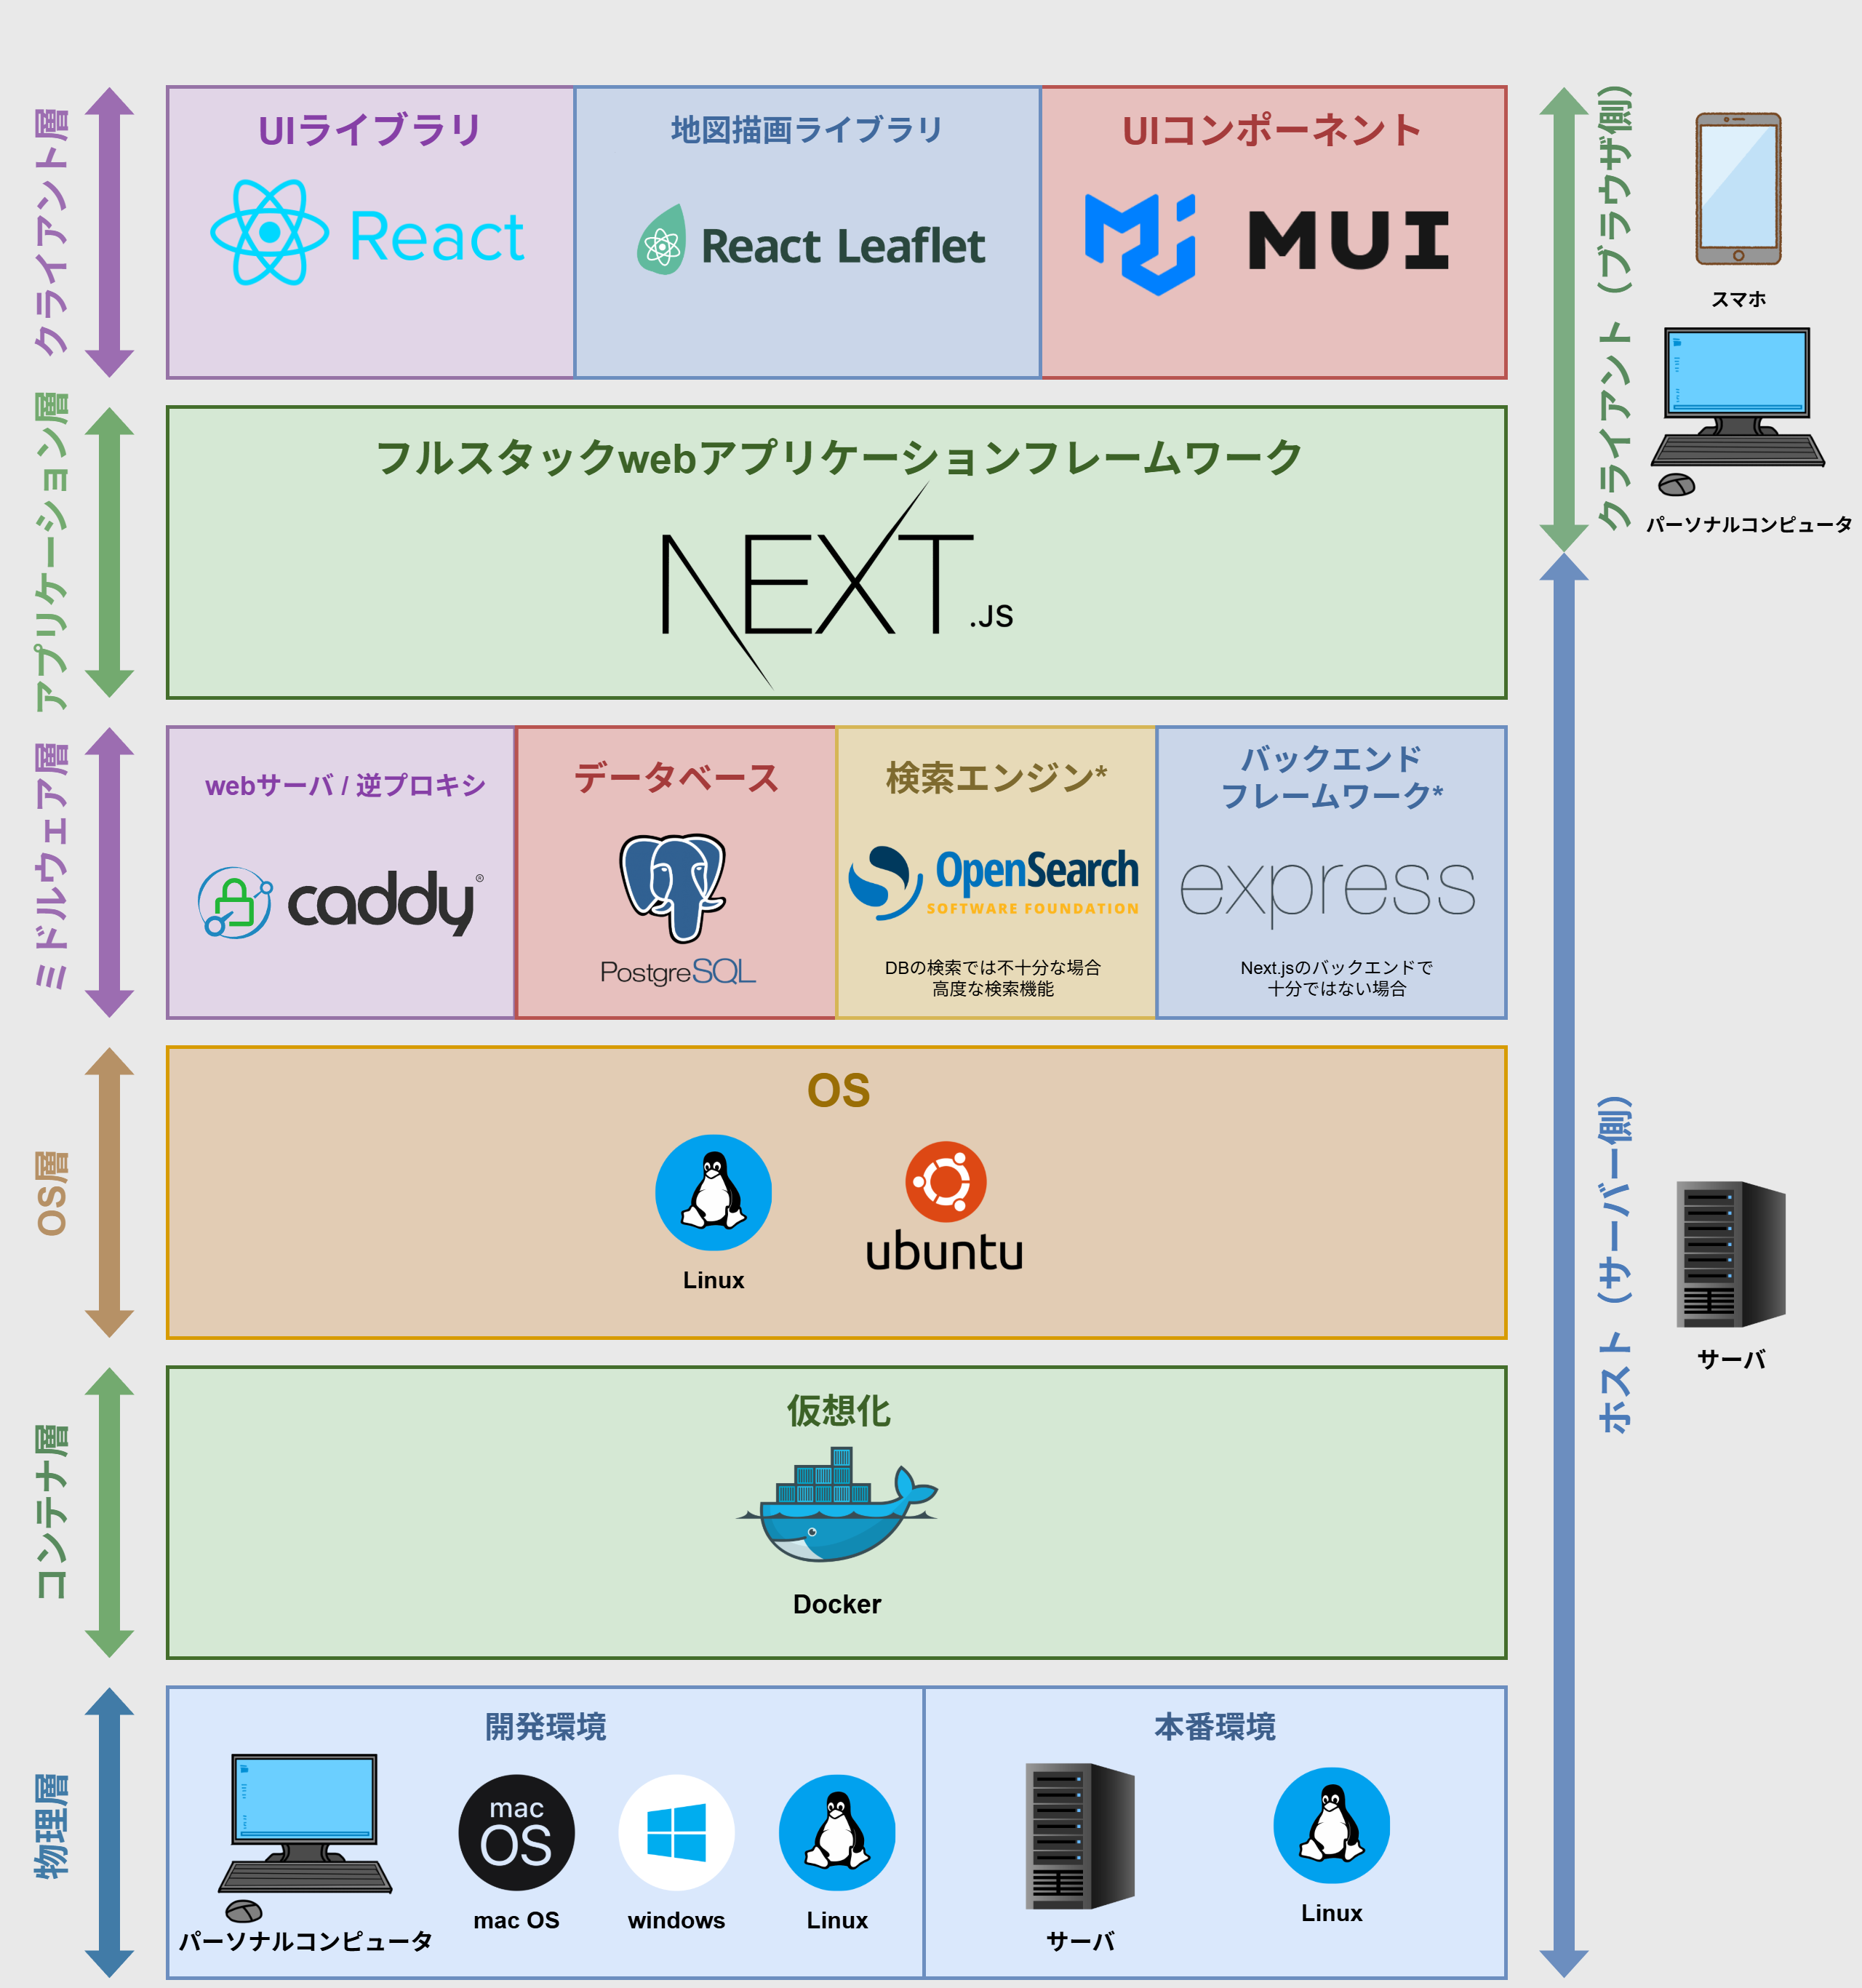 クライアント層
UIライブラリ
React
地図描画ライブラリ
React Leaflet
UIコンポーネント
MUI
クライアント（ブラウザ側）
スマホ
パーソナルコンピュータ
アプリケーション層
フルスタックwebアプリケーションフレームワーク
NEXT.JS
ミドルウェア層
webサーバ / 逆プロキシ
caddy®
データベース
PostgreSQL
検索エンジン*
OpenSearch
SOFTWARE FOUNDATION
DBの検索では不十分な場合
高度な検索機能
バックエンド
フレームワーク*
express
Next.jsのバックエンドで
十分ではない場合
OS層
OS
Linux
ubuntu
ホスト（サーバー側）
サーバ
コンテナ層
仮想化
Docker
物理層
開発環境
パーソナルコンピュータ
mac
OS
mac OS
windows
Linux
本番環境
サーバ
Linux